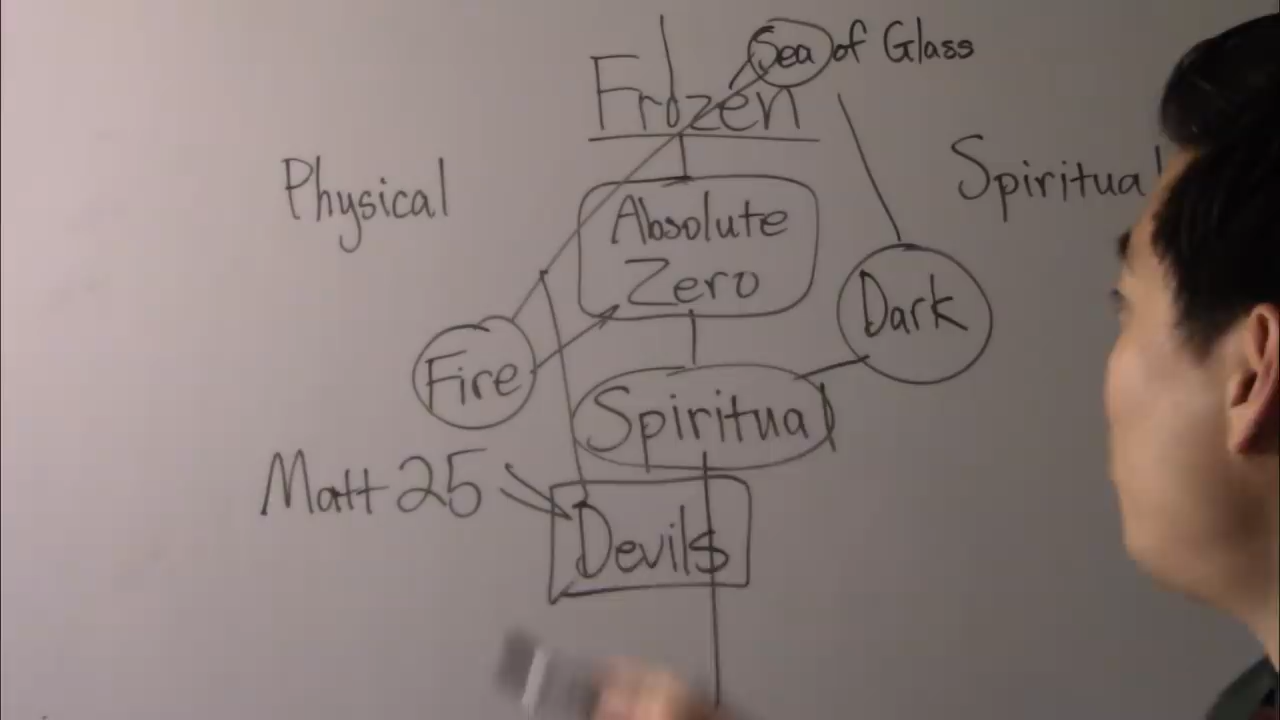 Sea of Glass
Frozen
Physical
Spiritual
Absolute
Zero
Dark
Fire
Spiritual
Matt 25
Devils